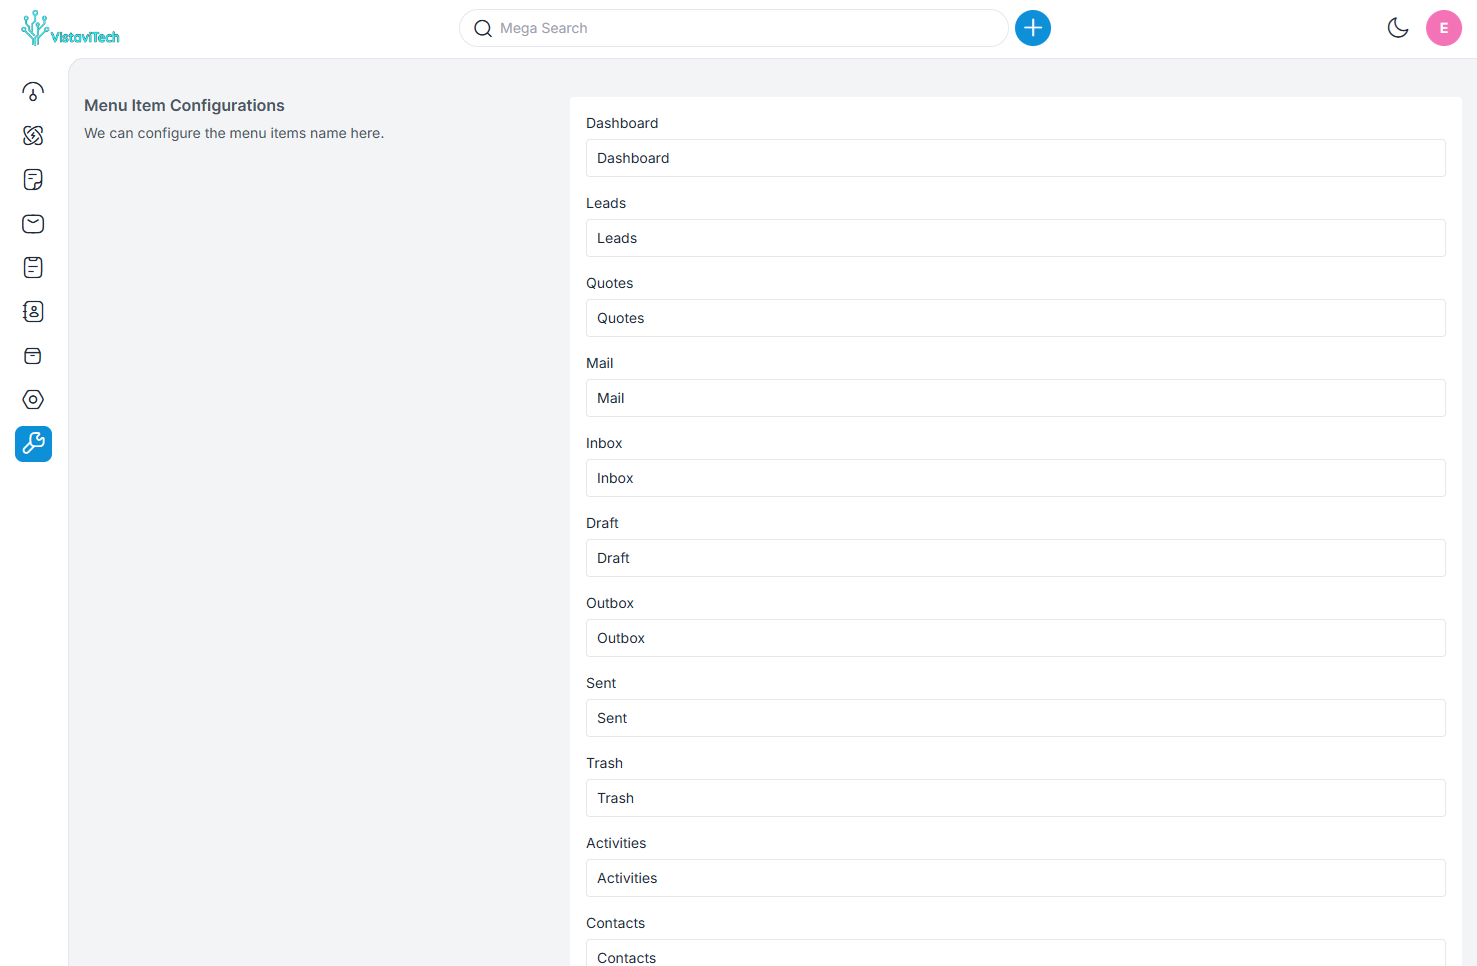 VistaviTech
Mega Search
E
Menu Item Configurations
We can configure the menu items name here.
Dashboard
Dashboard
Leads
Leads
Quotes
Quotes
Mail
Mail
Inbox
Inbox
Draft
Draft
Outbox
Outbox
Sent
Sent
Trash
Trash
Activities
Activities
Contacts
Contacts